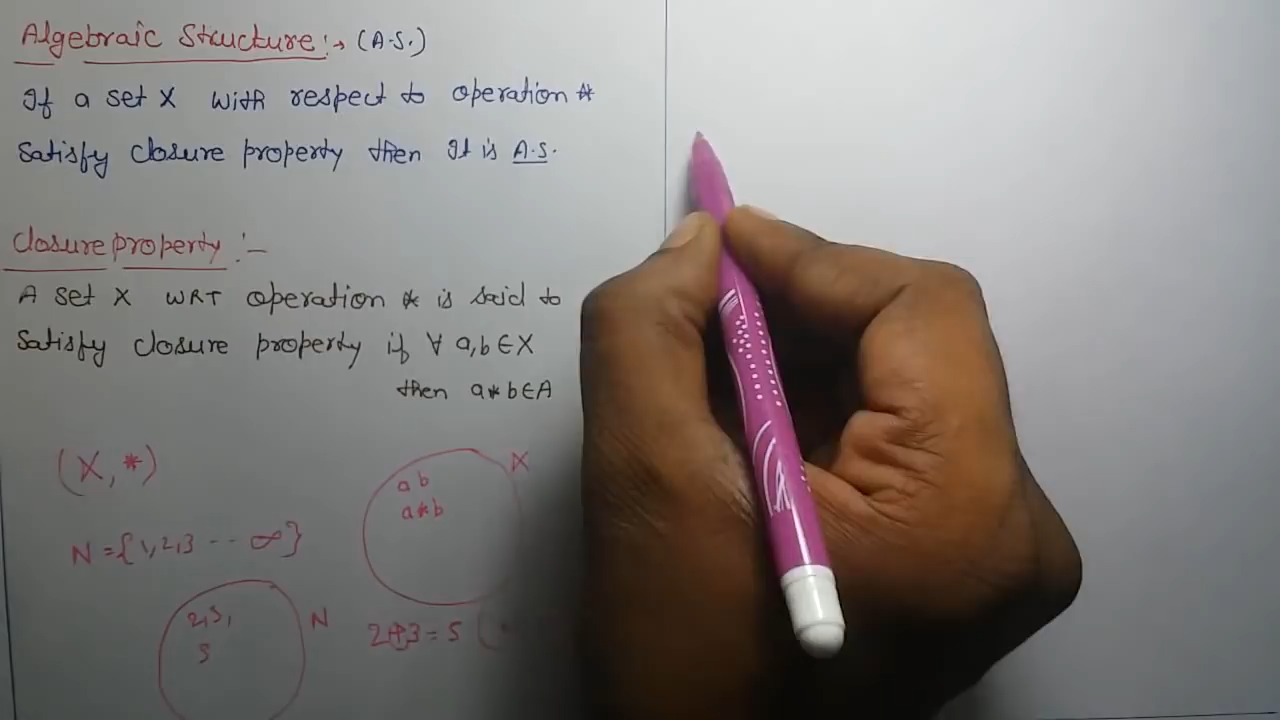 Algebraic Structure :→ (A.S.)
If a set X with respect to operation *
Satisfy closure property then It is A.S.
Closure property :-
A set X WRT operation * is said to
Satisfy closure property if ∀ a,b ∈ X
then a*b ∈ A
(X,*)
X
a b
a*b
N = {1,2,3 -- ∞}
N
2,5,
5
2+3 = 5 (